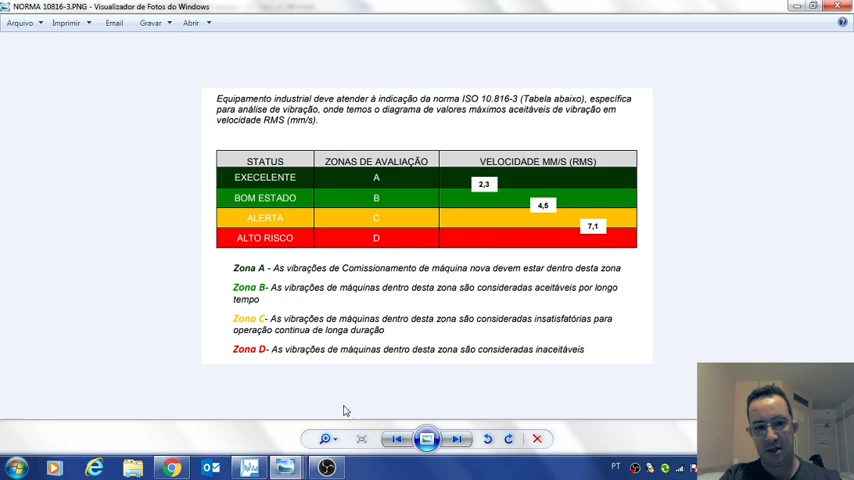 NORMA 10816-3.PNG - Visualizador de Fotos do Windows
Arquivo Imprimir Email Gravar Abrir
Equipamento industrial deve atender à indicação da norma ISO 10.816-3 (Tabela abaixo), específica
para análise de vibração, onde temos o diagrama de valores máximos aceitáveis de vibração em
velocidade RMS (mm/s).
STATUS ZONAS DE AVALIAÇÃO VELOCIDADE MM/S (RMS)
EXECELENTE A
2,3
BOM ESTADO B
4,5
ALERTA C
7,1
ALTO RISCO D
Zona A - As vibrações de Comissionamento de máquina nova devem estar dentro desta zona
Zona B- As vibrações de máquinas dentro desta zona são consideradas aceitáveis por longo
tempo
Zona C- As vibrações de máquinas dentro desta zona são consideradas insatisfatórias para
operação continua de longa duração
Zona D- As vibrações de máquinas dentro desta zona são consideradas inaceitáveis
PT